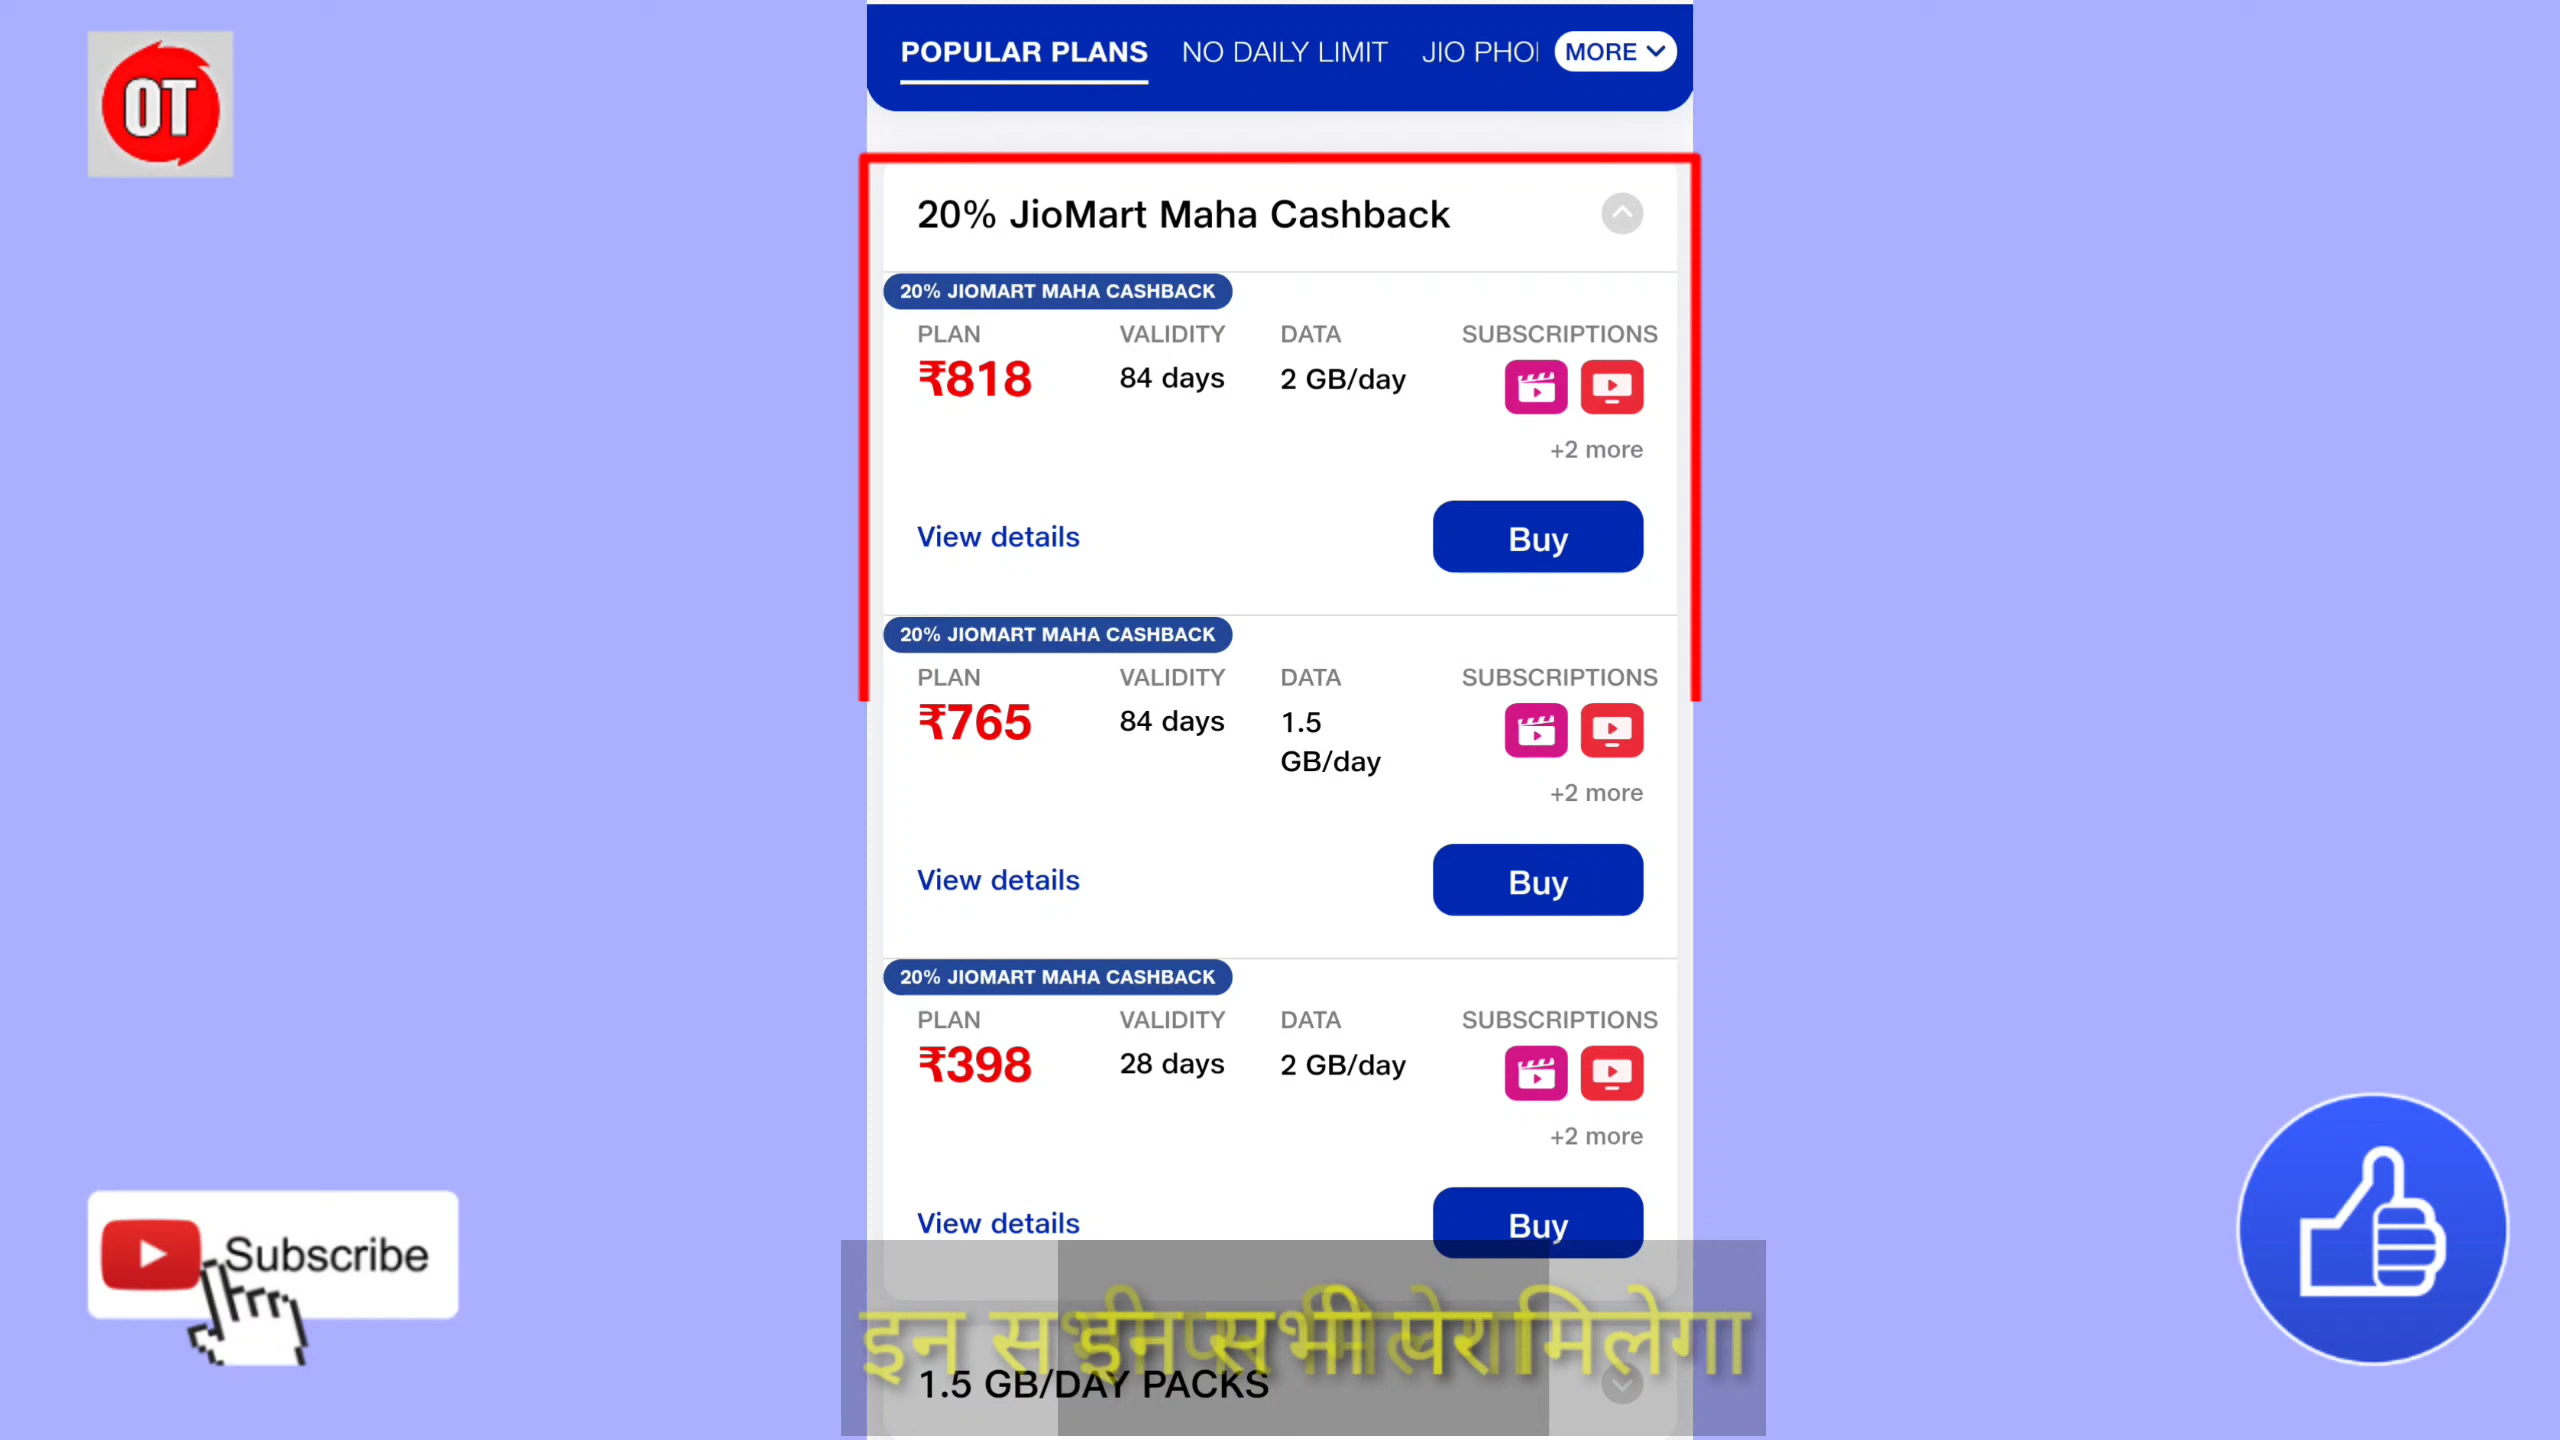 OT
POPULAR PLANS NO DAILY LIMIT JIO PHO MORE
20% JioMart Maha Cashback
20% JIOMART MAHA CASHBACK
PLAN VALIDITY DATA SUBSCRIPTIONS
₹818 84 days 2 GB/day
+2 more
View details Buy
20% JIOMART MAHA CASHBACK
PLAN VALIDITY DATA SUBSCRIPTIONS
₹765 84 days 1.5
GB/day
+2 more
View details Buy
20% JIOMART MAHA CASHBACK
PLAN VALIDITY DATA SUBSCRIPTIONS
₹398 28 days 2 GB/day
+2 more
View details Buy
Subscribe
इन सभी मिलेगा
1.5 GB/DAY PACKS